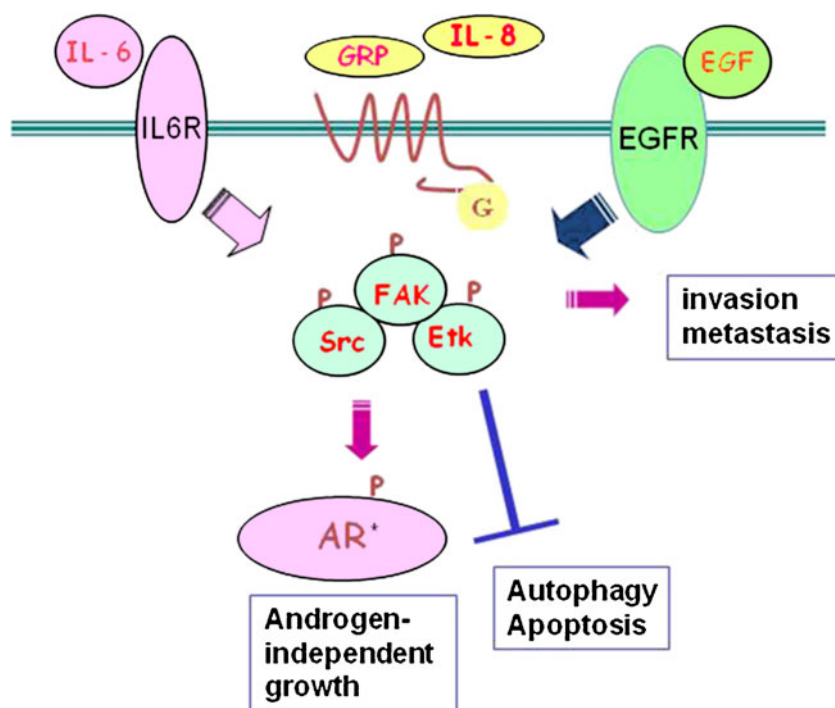 IL - 6
GRP
IL - 8
EGF
IL6R
EGFR
G
P
FAK
P
Src
P
Etk
invasion
metastasis
P
AR*
Androgen-
independent
growth
Autophagy
Apoptosis